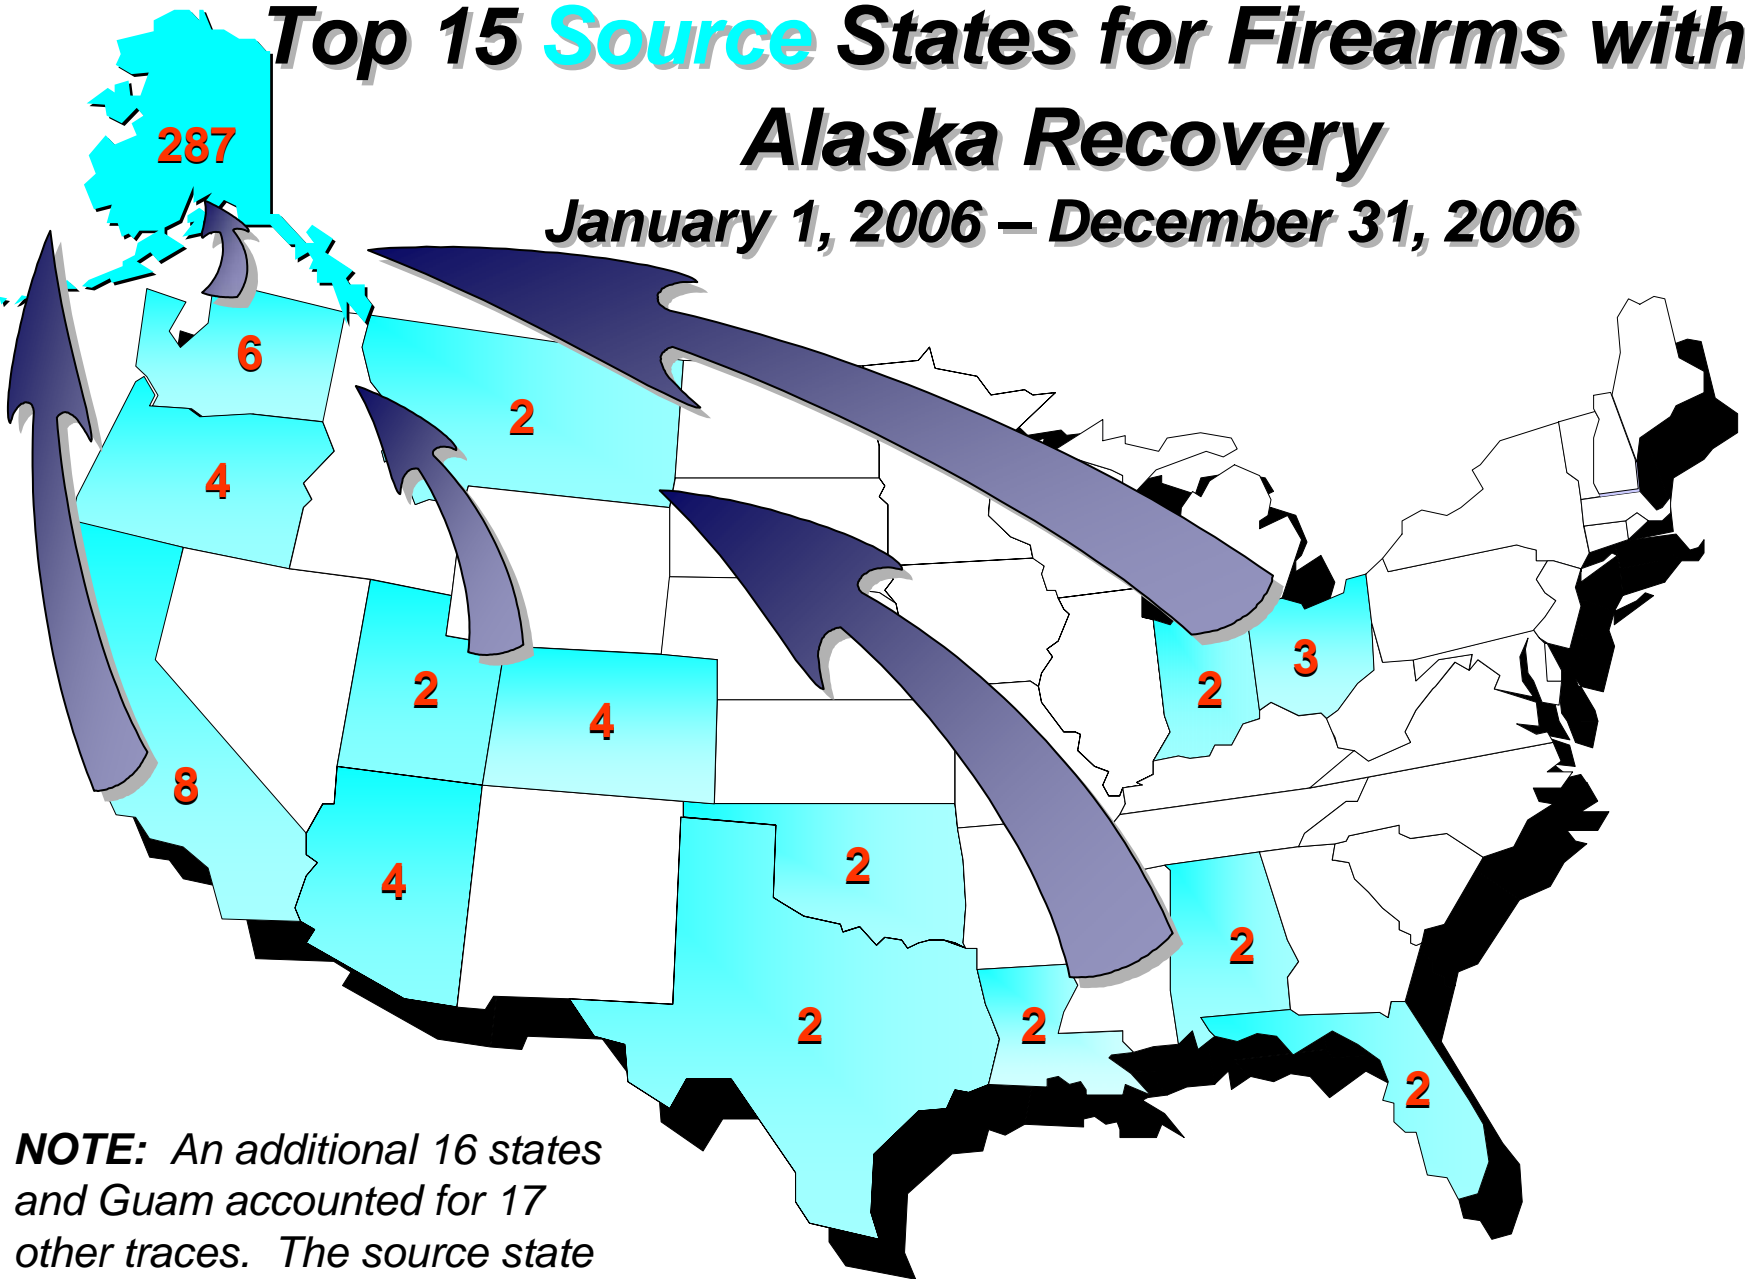 Top 15 Source States for Firearms with
Alaska Recovery
January 1, 2006 – December 31, 2006
287
6
2
4
2
3
2
4
8
4
2
2
2
2
2
NOTE: An additional 16 states
and Guam accounted for 17
other traces. The source state